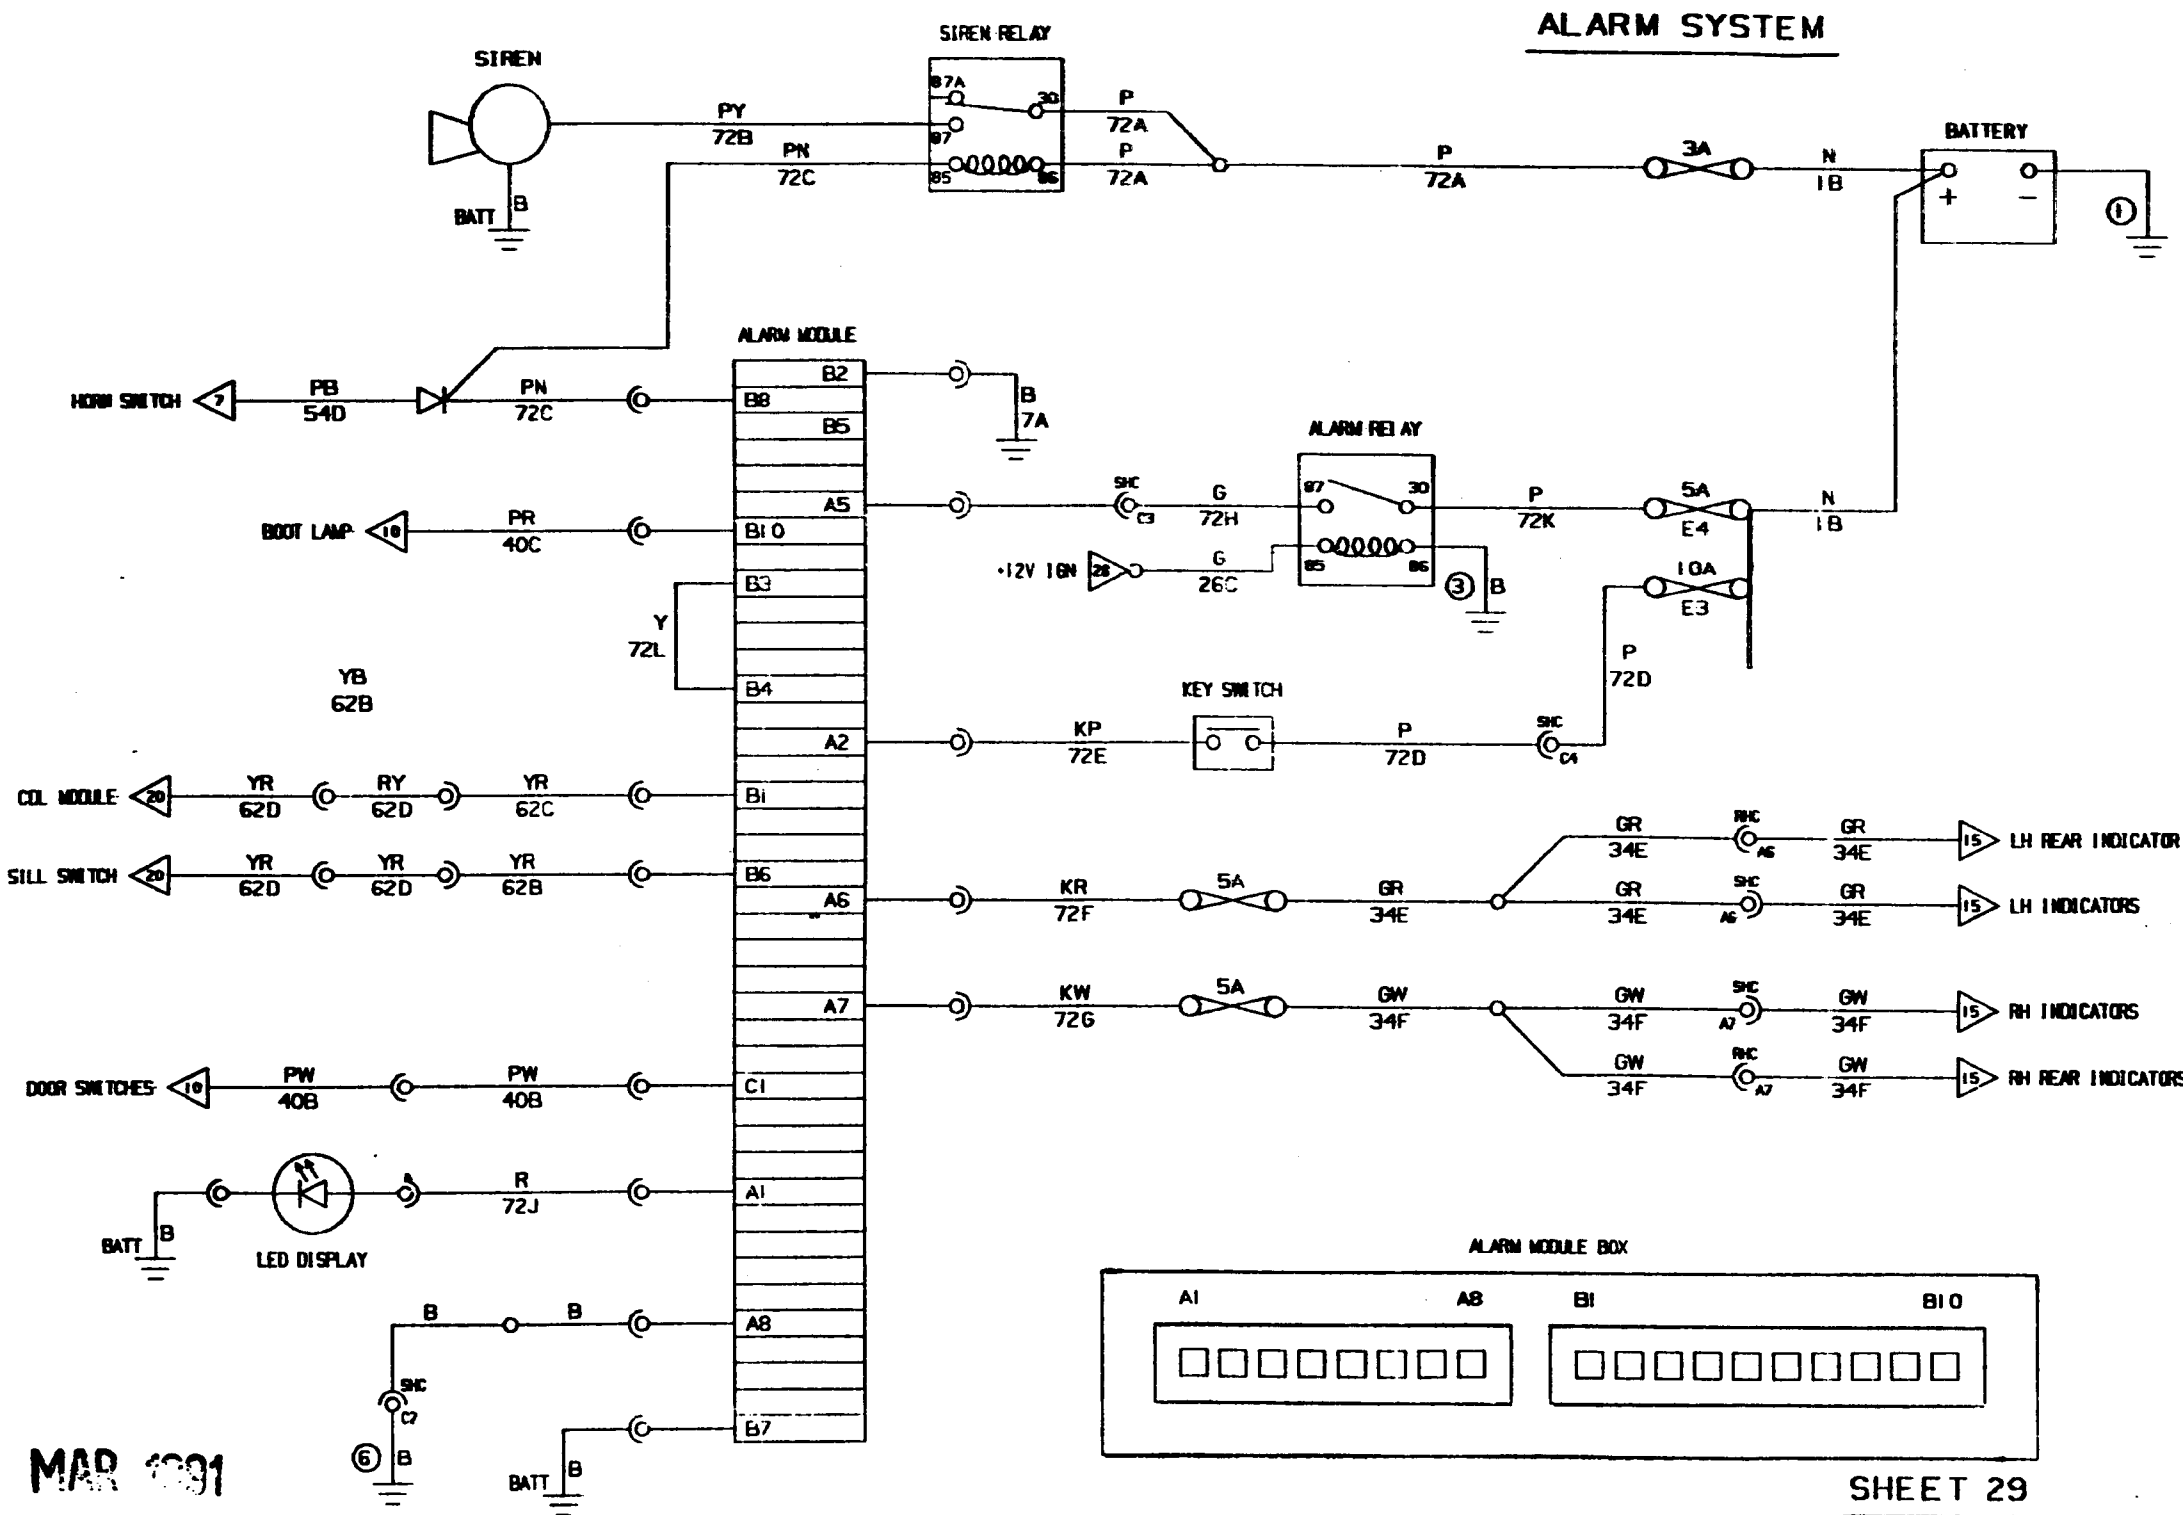 ALARM SYSTEM
SIREN RELAY
SIREN
87A
30
87
85
86
PY
72B
PN
72C
P
72A
P
72A
P
72A
3A
N
1B
BATTERY
+
-
1
BATT
B
ALARM MODULE
HORN SWITCH
7
PB
54D
PN
72C
B8
B2
B
7A
B5
ALARM RELAY
A5
SHC
C3
G
72H
87
30
85
86
P
72K
5A
E4
N
1B
BOOT LAMP
10
PR
40C
B10
+12V IGN
28
G
26C
3
B
10A
E3
B3
Y
72L
B4
YB
62B
P
72D
KEY SWITCH
A2
KP
72E
P
72D
SHC
C4
CDL MODULE
20
YR
62D
RY
62D
YR
62C
B1
SILL SWITCH
20
YR
62D
YR
62D
YR
62B
B6
A6
KR
72F
5A
GR
34E
GR
34E
RHC
A6
GR
34E
15
LH REAR INDICATOR
GR
34E
SHC
A6
GR
34E
15
LH INDICATORS
A7
KW
72G
5A
GW
34F
GW
34F
SHC
A7
GW
34F
15
RH INDICATORS
GW
34F
RHC
A7
GW
34F
15
RH REAR INDICATORS
DOOR SWITCHES
10
PW
40B
PW
40B
C1
BATT
B
LED DISPLAY
R
72J
A1
B
B
A8
SHC
C7
6
B
BATT
B
B7
ALARM MODULE BOX
A1
A8
B1
B10
MAR 1991
SHEET 29